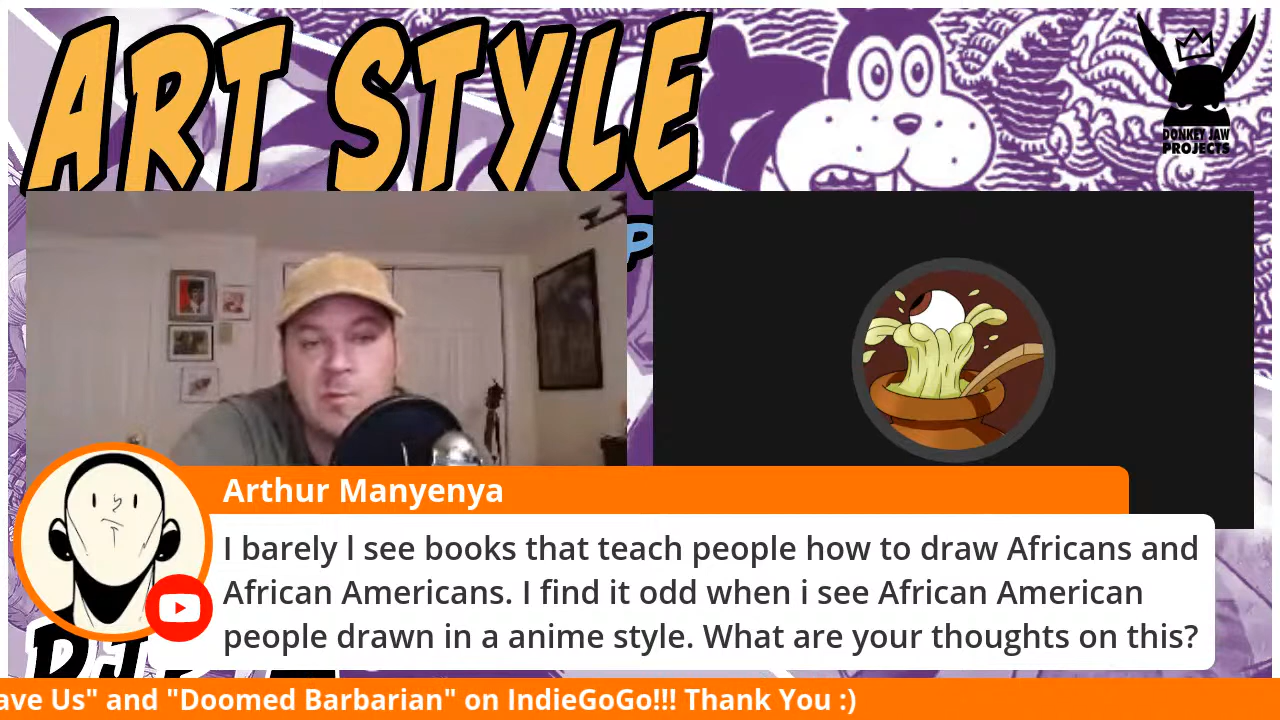 ART STYLE
DONKEY JAW
PROJECTS
P
Arthur Manyenya
I barely l see books that teach people how to draw Africans and
African Americans. I find it odd when i see African American
people drawn in a anime style. What are your thoughts on this?
ave Us" and "Doomed Barbarian" on IndieGoGo!!! Thank You :)